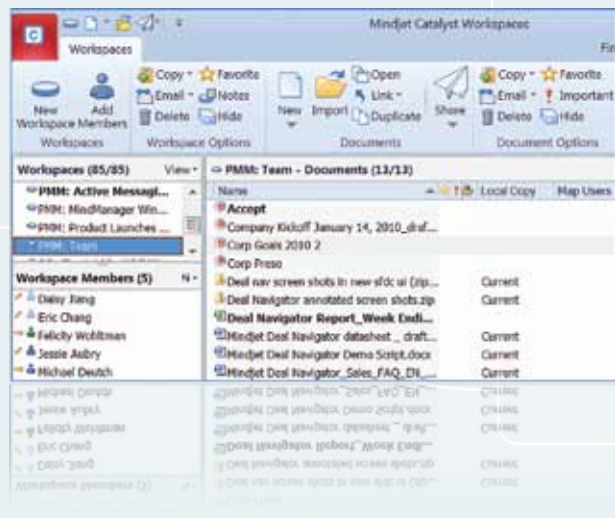 Mindjet Catalyst Workspaces
C
Workspaces
Fin
New Workspace
Add Members
Copy
Email
Delete
Favorite
Notes
Hide
New
Import
Open
Link
Duplicate
Share
Copy
Email
Delete
Favorite
Important
Hide
Workspaces
Workspace Options
Documents
Document Options
Workspaces (85/85) View
PMM: Active Messagi...
PMM: MindManager Win...
PMM: Product Launches ...
PMM: Team
Workspace Members (5) N
Daisy Jiang
Eric Chang
Felicity Wohltman
Jessie Aubry
Michael Deutch
PMM: Team - Documents (13/13)
Name Local Copy Map Users
Accept
Company Kickoff January 14, 2010_draf...
Corp Goals 2010 2
Corp Preso
Deal nav screen shots in new sfdc ui (zip... Current
Deal Navigator annotated screen shots.zip Current
Deal Navigator Report_Week Endi...
Mindjet Deal Navigator datasheet _ draft... Current
Mindjet Deal Navigator Demo Script.docx Current
Mindjet Deal Navigator_Sales_FAQ_EN_... Current